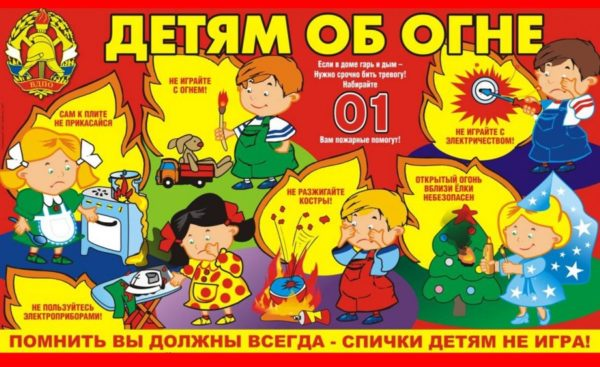 ДЕТЯМ ОБ ОГНЕ
ВДПО
НЕ ИГРАЙТЕ
С ОГНЕМ!
Если в доме гарь и дым –
Нужно срочно бить тревогу!
Набирайте
01
Вам пожарные помогут!
НЕ ИГРАЙТЕ С
ЭЛЕКТРИЧЕСТВОМ!
САМ К ПЛИТЕ
НЕ ПРИКАСАЙСЯ
НЕ РАЗЖИГАЙТЕ
КОСТРЫ!
ОТКРЫТЫЙ ОГОНЬ
ВБЛИЗИ ЁЛКИ
НЕБЕЗОПАСЕН
НЕ ПОЛЬЗУЙТЕСЬ
ЭЛЕКТРОПРИБОРАМИ!
ПОМНИТЬ ВЫ ДОЛЖНЫ ВСЕГДА - СПИЧКИ ДЕТЯМ НЕ ИГРА!